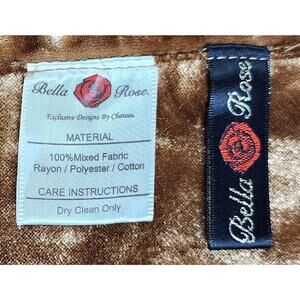 Bella Rose
Exclusive Designs By Chateau
MATERIAL
100%Mixed Fabric
Rayon / Polyester / Cotton
CARE INSTRUCTIONS
Dry Clean Only
Bella Rose